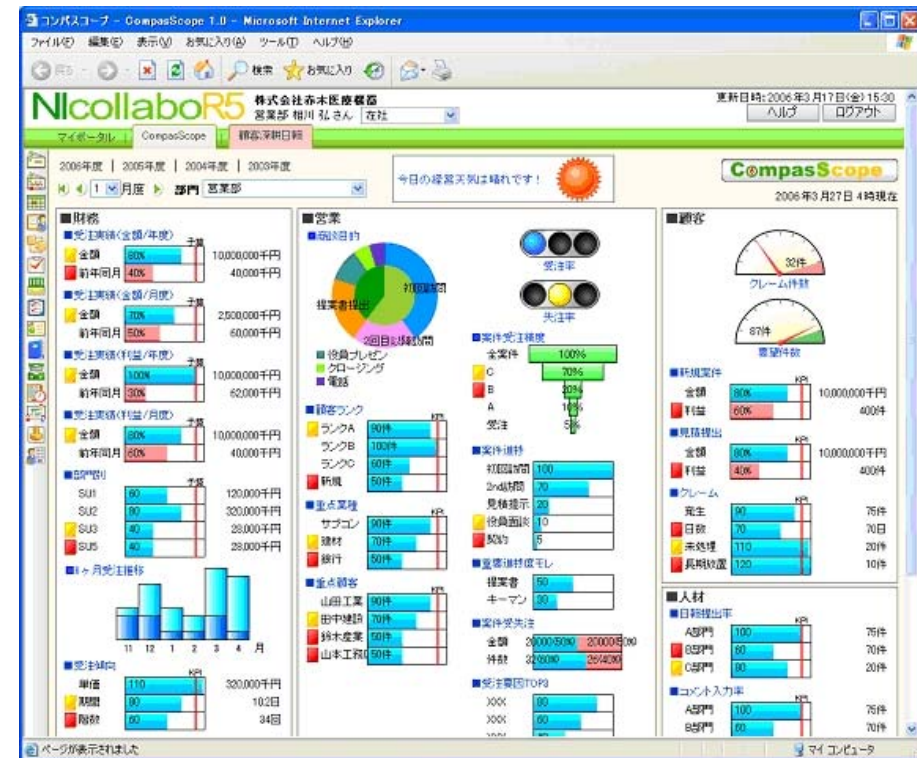 コンパスコープ - CompasScope 1.0 - Microsoft Internet Explorer
ファイル(F) 編集(E) 表示(V) お気に入り(A) ツール(T) ヘルプ(H)
戻る 検索 お気に入り
NIcollaboR5 株式会社赤木医療機器
営業部 相川 弘さん 在社
更新日時:2006年3月17日(金)15:30
ヘルプ ログアウト
マイポータル CompasScope 顧客深耕日報
2006年度 | 2005年度 | 2004年度 | 2003年度
1 月度 部門 営業部
今日の経営天気は晴れです!
CompasScope
2006年3月27日 4時現在
■財務
■受注実績(金額/年度)
予算
金額 80% 10,000,000千円
前年同月 40% 40,000千円
■受注実績(金額/月度)
予算
金額 70% 2,500,000千円
前年同月 50% 60,000千円
■受注実績(利益/年度)
予算
金額 100% 10,000,000千円
前年同月 30% 62,000千円
■受注実績(利益/月度)
予算
金額 80% 10,000,000千円
前年同月 60% 40,000千円
■部門別
予算
SU1 60 120,000千円
SU2 80 320,000千円
SU3 40 28,000千円
SU5 40 28,000千円
■6ヶ月受注推移
11 12 1 2 3 4 月
■受注傾向
KPI
単価 110 320,000千円
期間 80 10.2日
階数 60 34回
■営業
■商談目的
初回訪問
提案書提出
2回目以降訪問
■役員プレゼン
■クロージング
■電話
■顧客ランク
KPI
ランクA 90件
ランクB 100件
ランクC 60件
新規 50件
■重点業種
KPI
サブコン 90件
建材 70件
銀行 50件
■重点顧客
KPI
山田工業 90件
田中建設 70件
鈴木産業 50件
山本工務 50件
受注率
失注率
■案件受注精度
全案件 100%
C 70%
B 20%
A 10%
受注 5%
■案件進捗
初回訪問 100
2nd訪問 70
見積提示 20
役員面談 10
契約 5
■重要進捗度モレ
提案書 50
キーマン 30
■案件受失注
金額 20000(50%) 20000(50%)
件数 32(60%) 26(40%)
■受注要因TOP3
XXX 80
XXX 60
■顧客
32件
クレーム件数
87件
要望件数
■新規案件
KPI
金額 80% 10,000,000千円
利益 60% 400件
■見積提出
金額 80% 10,000,000千円
利益 40% 400件
■クレーム
KPI
発生 90 75件
日数 70 70日
未処理 110 20件
長期放置 120 10件
■人材
■日報提出率
KPI
A部門 100 75件
B部門 60 70件
C部門 80 20件
■コメント入力率
KPI
A部門 100 75件
B部門 60 70件
ページが表示されました
マイ コンピュータ